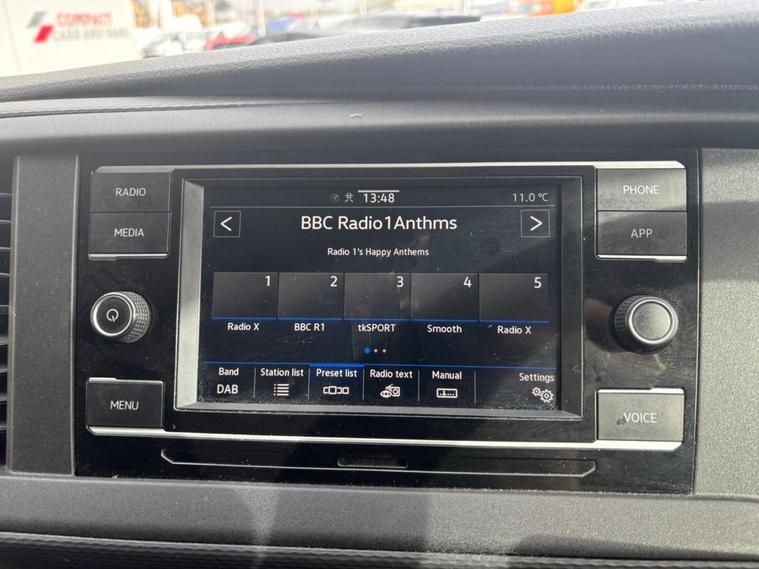 COMPACT
CARS AND VANS
RADIO
MEDIA
MENU
13:48
11.0 °C
< BBC Radio1Anthms >
Radio 1's Happy Anthems
1 2 3 4 5
Radio X BBC R1 tkSPORT Smooth Radio X
Band Station list Preset list Radio text Manual Settings
DAB
PHONE
APP
VOICE